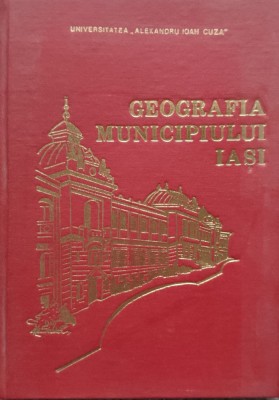 UNIVERSITATEA „ALEXANDRU IOAN CUZA"
GEOGRAFIA
MUNICIPIULUI
IASI